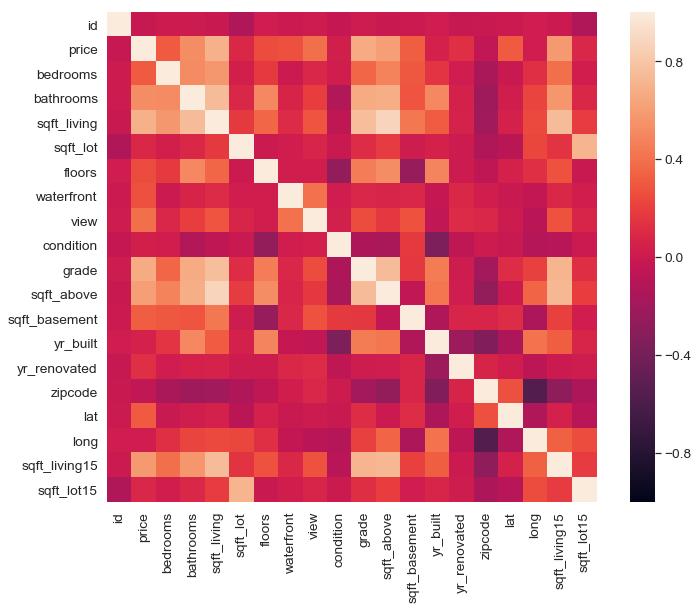 id
price
bedrooms
bathrooms
sqft_living
sqft_lot
floors
waterfront
view
condition
grade
sqft_above
sqft_basement
yr_built
yr_renovated
zipcode
lat
long
sqft_living15
sqft_lot15
id
price
bedrooms
bathrooms
sqft_living
sqft_lot
floors
waterfront
view
condition
grade
sqft_above
sqft_basement
yr_built
yr_renovated
zipcode
lat
long
sqft_living15
sqft_lot15
0.8
0.4
0.0
-0.4
-0.8